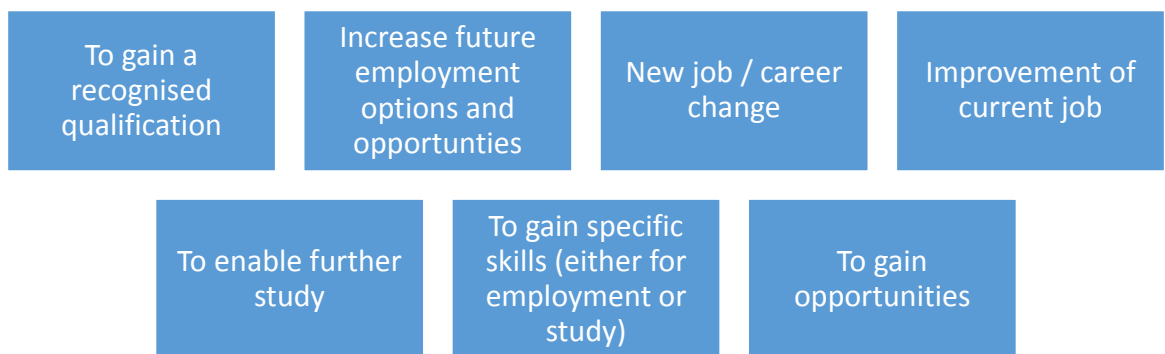 To gain a
recognised
qualification
Increase future
employment
options and
opportunties
New job / career
change
Improvement of
current job
To enable further
study
To gain specific
skills (either for
employment or
study)
To gain
opportunities